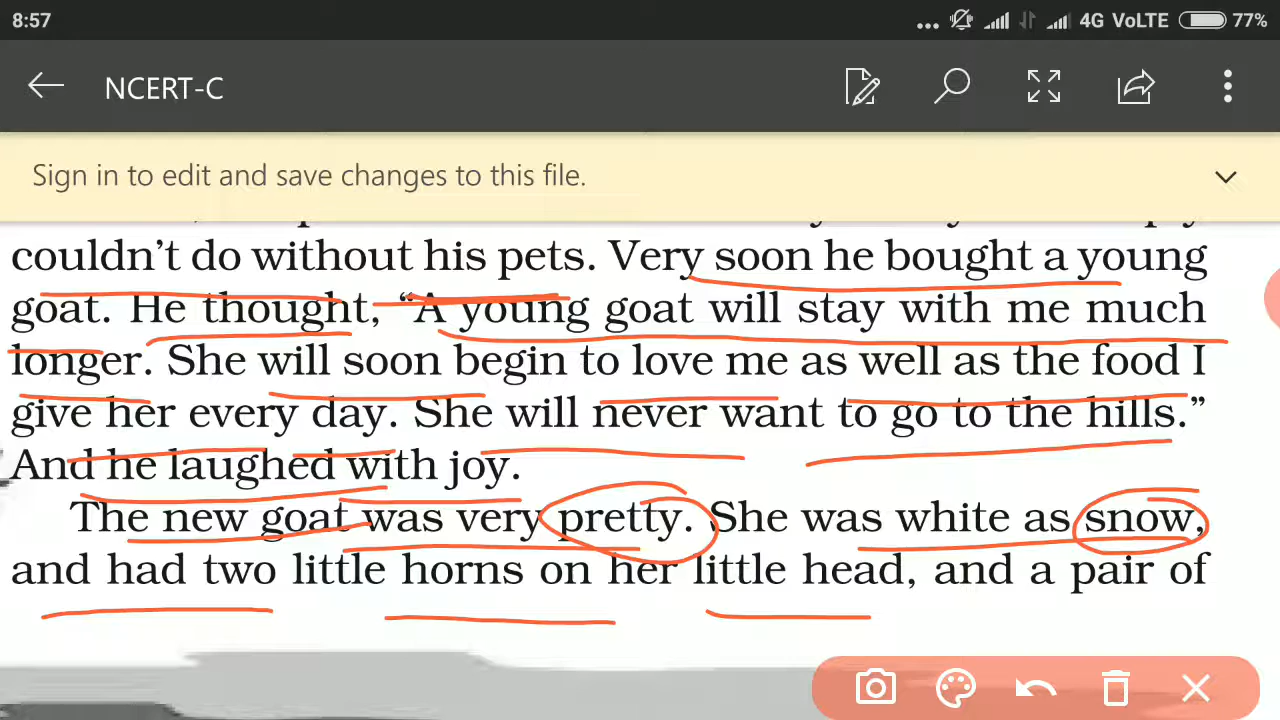 8:57 ... 4G VoLTE 77%
NCERT-C
Sign in to edit and save changes to this file.
couldn't do without his pets. Very soon he bought a young
goat. He thought, “A young goat will stay with me much
longer. She will soon begin to love me as well as the food I
give her every day. She will never want to go to the hills.”
And he laughed with joy.
The new goat was very pretty. She was white as snow,
and had two little horns on her little head, and a pair of